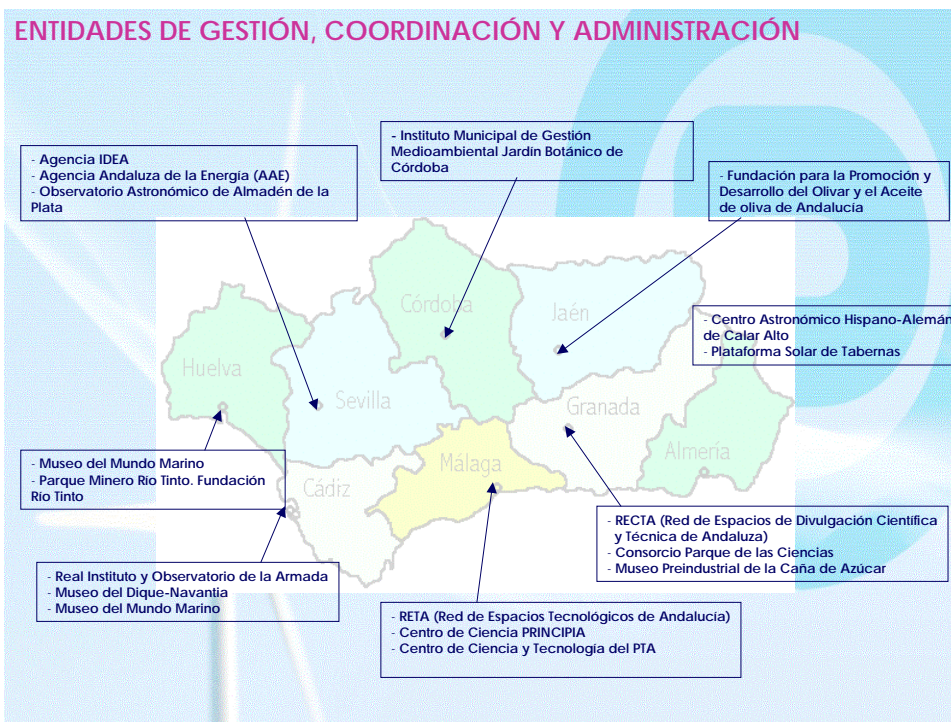 ENTIDADES DE GESTIÓN, COORDINACIÓN Y ADMINISTRACIÓN
- Instituto Municipal de Gestión
Medioambiental Jardín Botánico de
Córdoba
- Agencia IDEA
- Agencia Andaluza de la Energía (AAE)
- Observatorio Astronómico de Almadén de la
Plata
- Fundación para la Promoción y
Desarrollo del Olivar y el Aceite
de oliva de Andalucía
Córdoba
Jaén
- Centro Astronómico Hispano-Alemán
de Calar Alto
- Plataforma Solar de Tabernas
Huelva
Sevilla
Granada
Almería
Málaga
Cádiz
- Museo del Mundo Marino
- Parque Minero Río Tinto. Fundación
Río Tinto
- RECTA (Red de Espacios de Divulgación Científica
y Técnica de Andaluza)
- Consorcio Parque de las Ciencias
- Museo Preindustrial de la Caña de Azúcar
- Real Instituto y Observatorio de la Armada
- Museo del Dique-Navantia
- Museo del Mundo Marino
- RETA (Red de Espacios Tecnológicos de Andalucía)
- Centro de Ciencia PRINCIPIA
- Centro de Ciencia y Tecnología del PTA